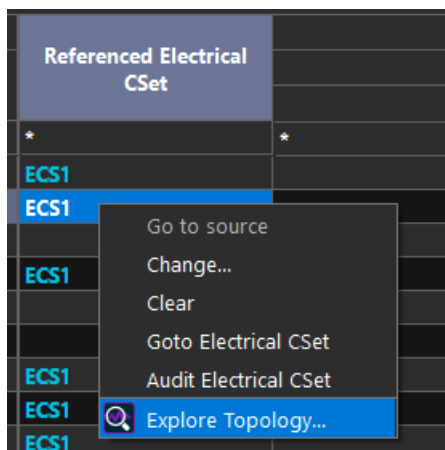 Referenced Electrical
CSet
* *
ECS1
ECS1
Go to source
ECS1
Change...
Clear
Goto Electrical CSet
ECS1
Audit Electrical CSet
ECS1
Explore Topology...
ECS1